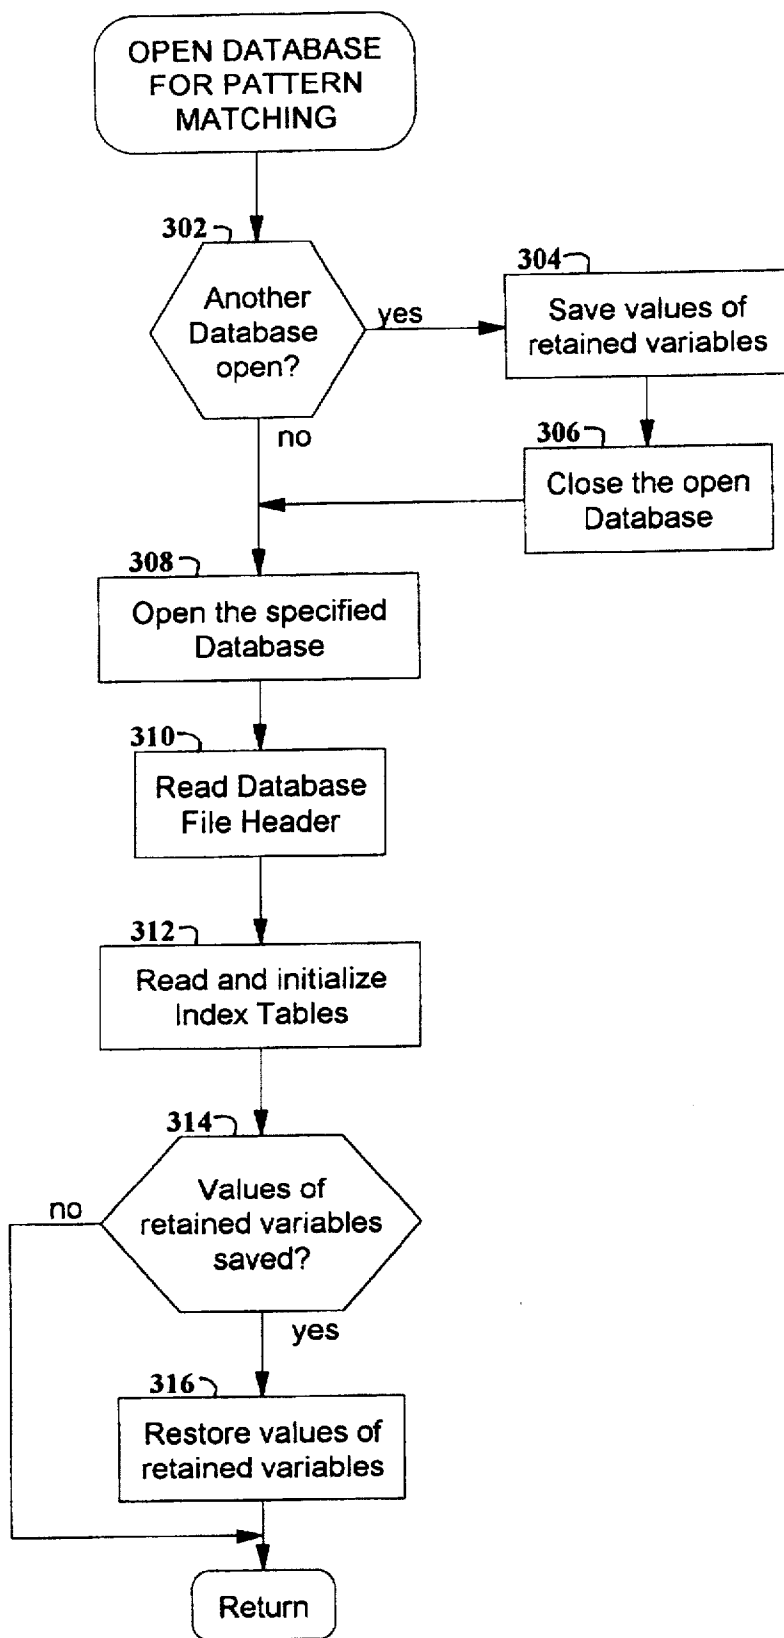 OPEN DATABASE
FOR PATTERN
MATCHING
302
Another
Database
open?
yes
304
Save values of
retained variables
no
306
Close the open
Database
308
Open the specified
Database
310
Read Database
File Header
312
Read and initialize
Index Tables
314
Values of
retained variables
saved?
no
yes
316
Restore values of
retained variables
Return